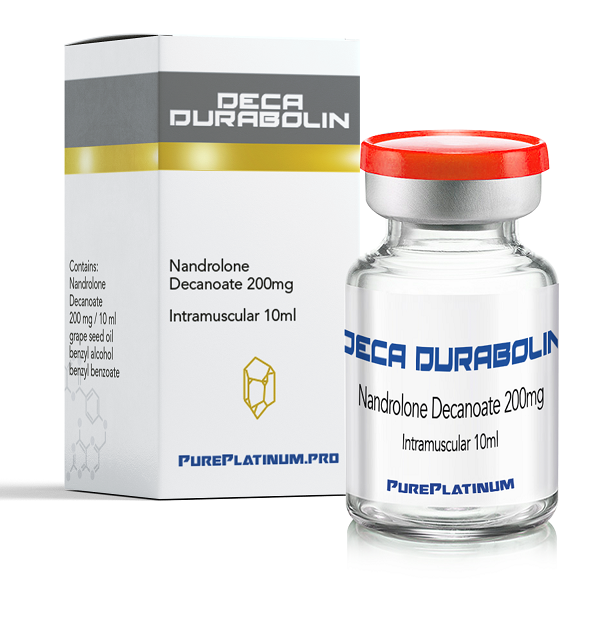 DECA
DURABOLIN
Contains:
Nandrolone
Decanoate
200 mg / 10 ml
grape seed oil
benzyl alcohol
benzyl benzoate
Nandrolone
Decanoate 200mg
Intramuscular 10ml
PUREPLATINUM.PRO
DECA DURABOLIN
Nandrolone Decanoate 200mg
Intramuscular 10ml
PUREPLATINUM